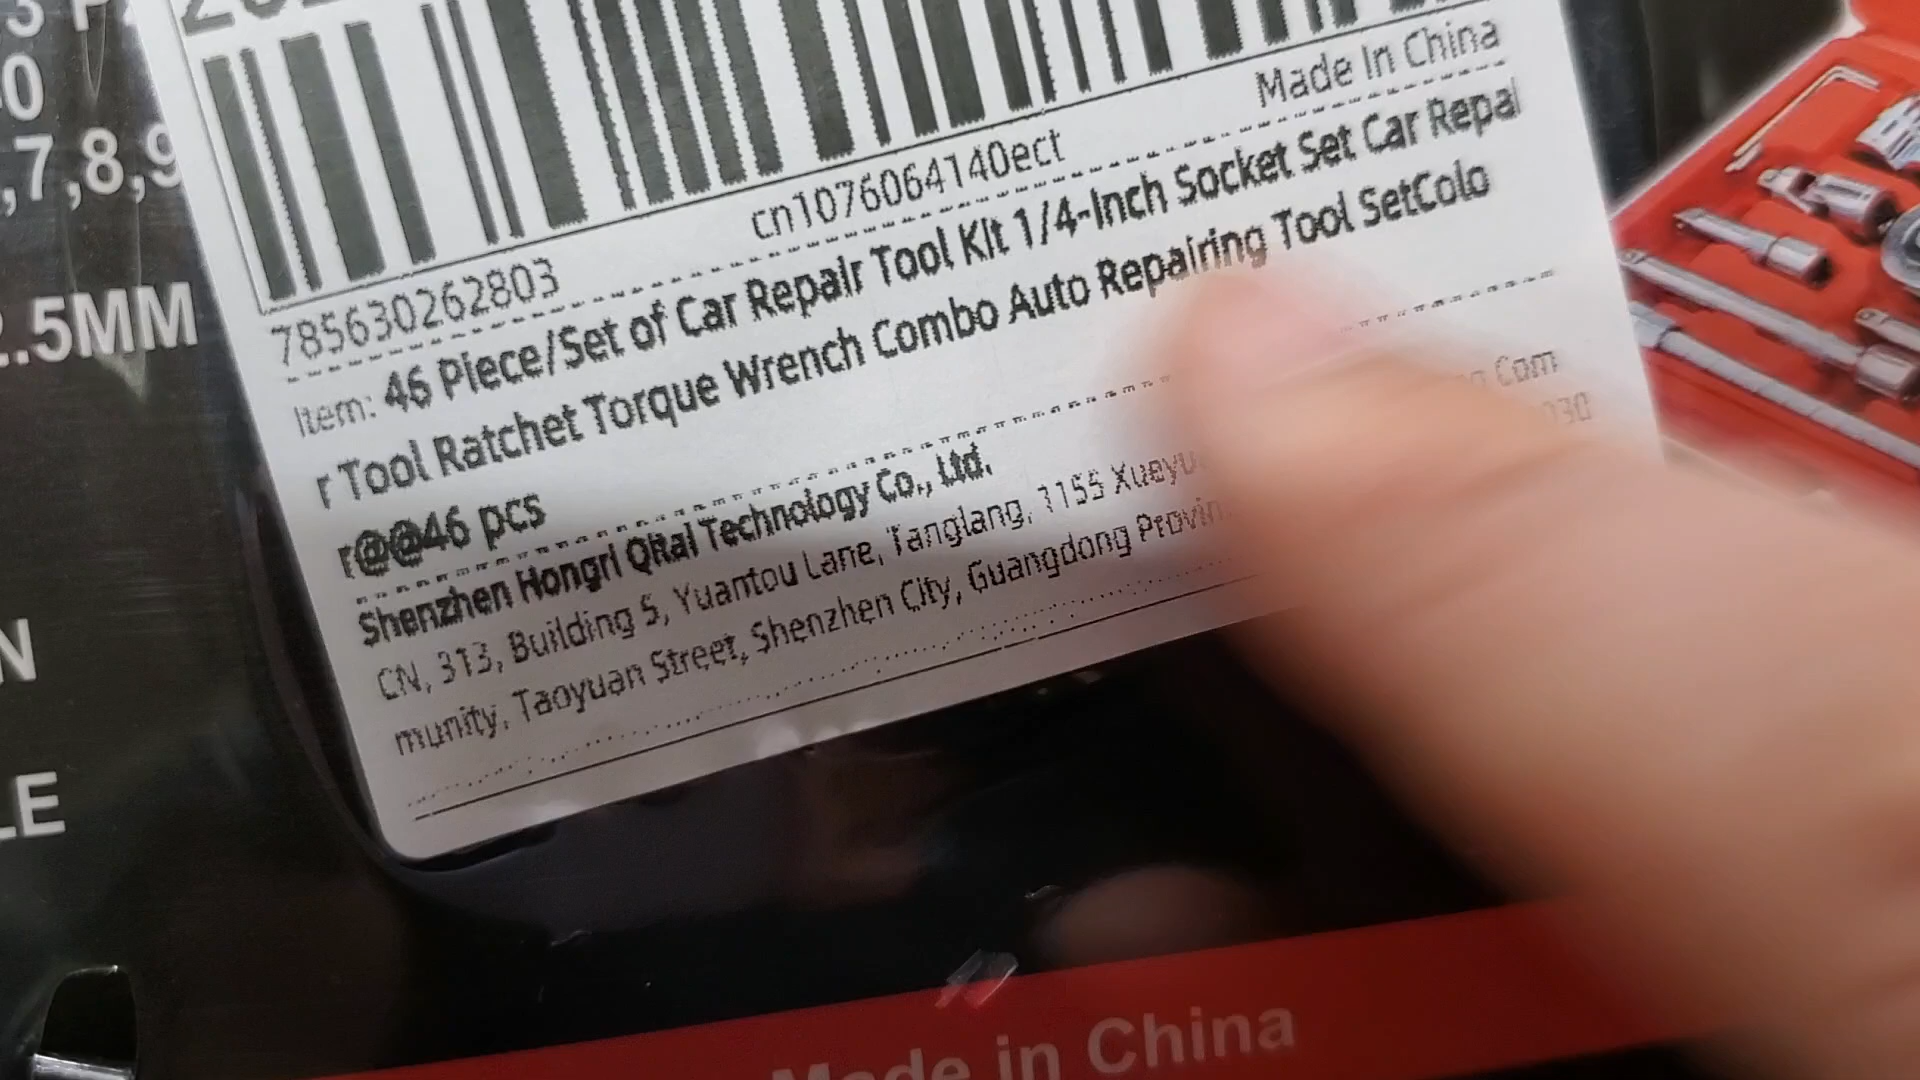 ,7,8,9
.5MM
N
LE
Made In China
cn1076064140ect
785630262803
Item: 46 Piece/Set of Car Repair Tool Kit 1/4-Inch Socket Set Car Repai
r Tool Ratchet Torque Wrench Combo Auto Repairing Tool SetColo
r@@46 pcs
Shenzhen Hongri Qitai Technology Co., Ltd.
CN, 313, Building 5, Yuantou Lane, Tanglang, 1155 Com
munity, Taoyuan Street, Shenzhen City, Guangdong
Made in China